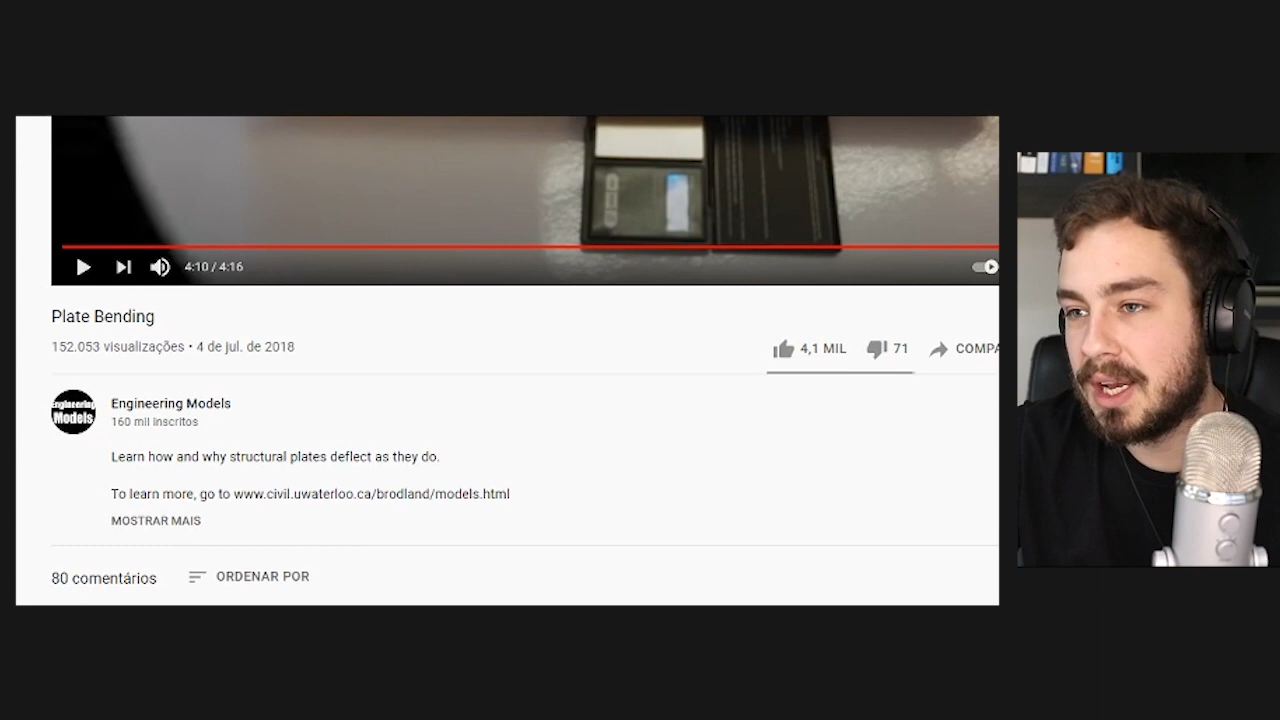 4:10 / 4:16
Plate Bending
152.053 visualizações • 4 de jul. de 2018
4,1 MIL
71
COMPA
Engineering
Models
Engineering Models
160 mil inscritos
Learn how and why structural plates deflect as they do.
To learn more, go to www.civil.uwaterloo.ca/brodland/models.html
MOSTRAR MAIS
80 comentários
ORDENAR POR